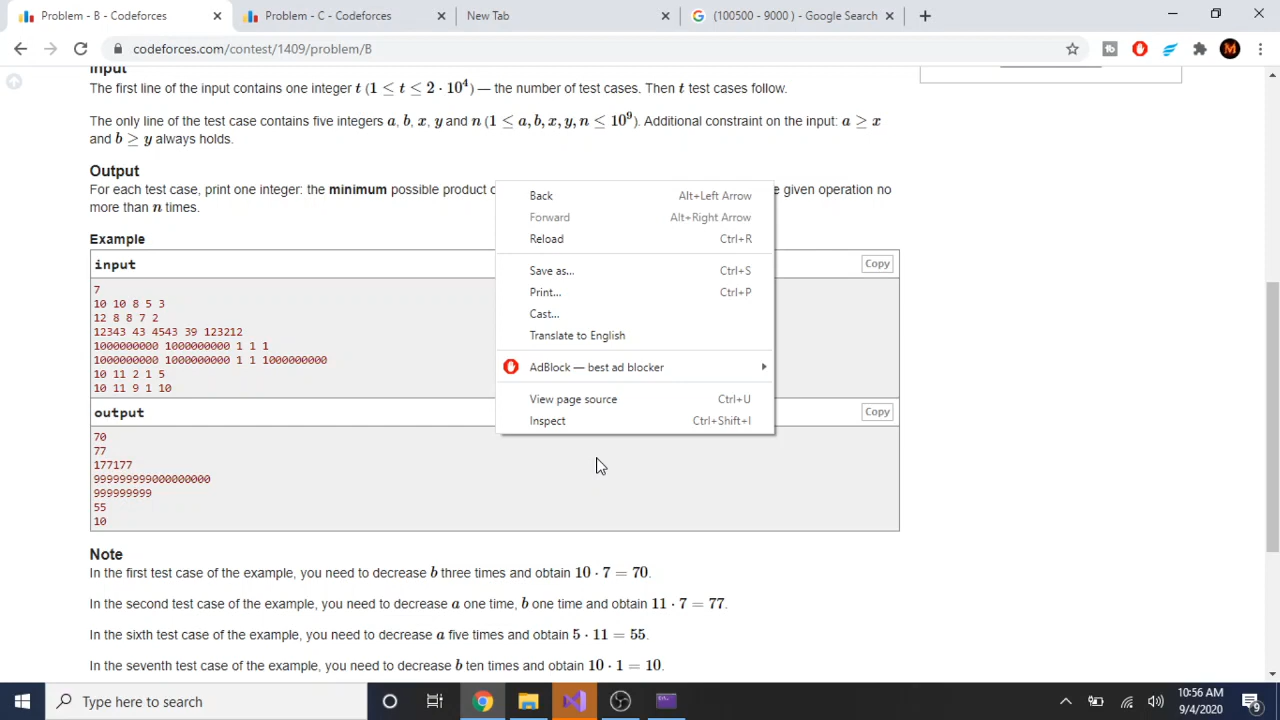 Problem - B - Codeforces
Problem - C - Codeforces
New Tab
(100500 - 9000 ) - Google Search
codeforces.com/contest/1409/problem/B
M
Input
The first line of the input contains one integer t (1 ≤ t ≤ 2 · 10⁴) — the number of test cases. Then t test cases follow.
The only line of the test case contains five integers a, b, x, y and n (1 ≤ a, b, x, y, n ≤ 10⁹). Additional constraint on the input: a ≥ x
and b ≥ y always holds.
Output
For each test case, print one integer: the minimum possible product
e given operation no
more than n times.
Back Alt+Left Arrow
Forward Alt+Right Arrow
Reload Ctrl+R
Save as... Ctrl+S
Print... Ctrl+P
Cast...
Translate to English
AdBlock — best ad blocker
View page source Ctrl+U
Inspect Ctrl+Shift+I
Example
input Copy
7
10 10 8 5 3
12 8 8 7 2
12343 43 4543 39 123212
1000000000 1000000000 1 1 1
1000000000 1000000000 1 1 1000000000
10 11 2 1 5
10 11 9 1 10
output Copy
70
77
177177
999999999000000000
999999999
55
10
Note
In the first test case of the example, you need to decrease b three times and obtain 10 · 7 = 70.
In the second test case of the example, you need to decrease a one time, b one time and obtain 11 · 7 = 77.
In the sixth test case of the example, you need to decrease a five times and obtain 5 · 11 = 55.
In the seventh test case of the example, you need to decrease b ten times and obtain 10 · 1 = 10.
Type here to search
10:56 AM
9/4/2020
9